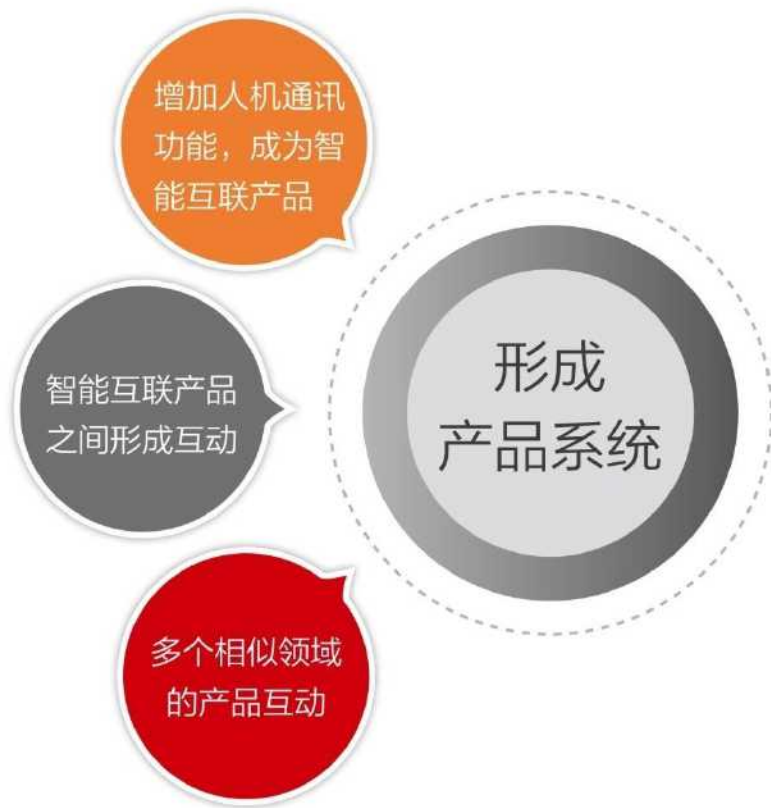 增加人机通讯
功能，成为智
能互联产品
智能互联产品
之间形成互动
多个相似领域
的产品互动
形成
产品系统